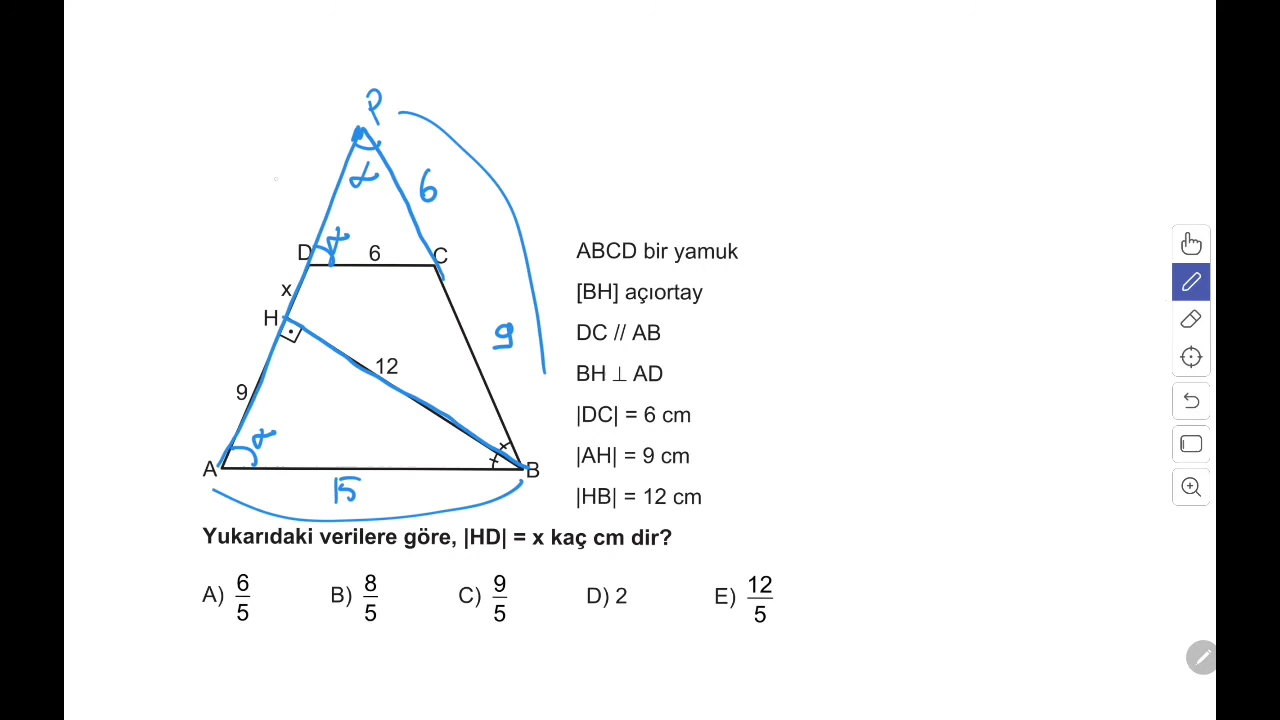 P
α
6
D α 6 C
x
H
9
12
9
α
A B
15
ABCD bir yamuk
[BH] açıortay
DC // AB
BH ⊥ AD
|DC| = 6 cm
|AH| = 9 cm
|HB| = 12 cm
Yukarıdaki verilere göre, |HD| = x kaç cm dir?
A) 6/5 B) 8/5 C) 9/5 D) 2 E) 12/5